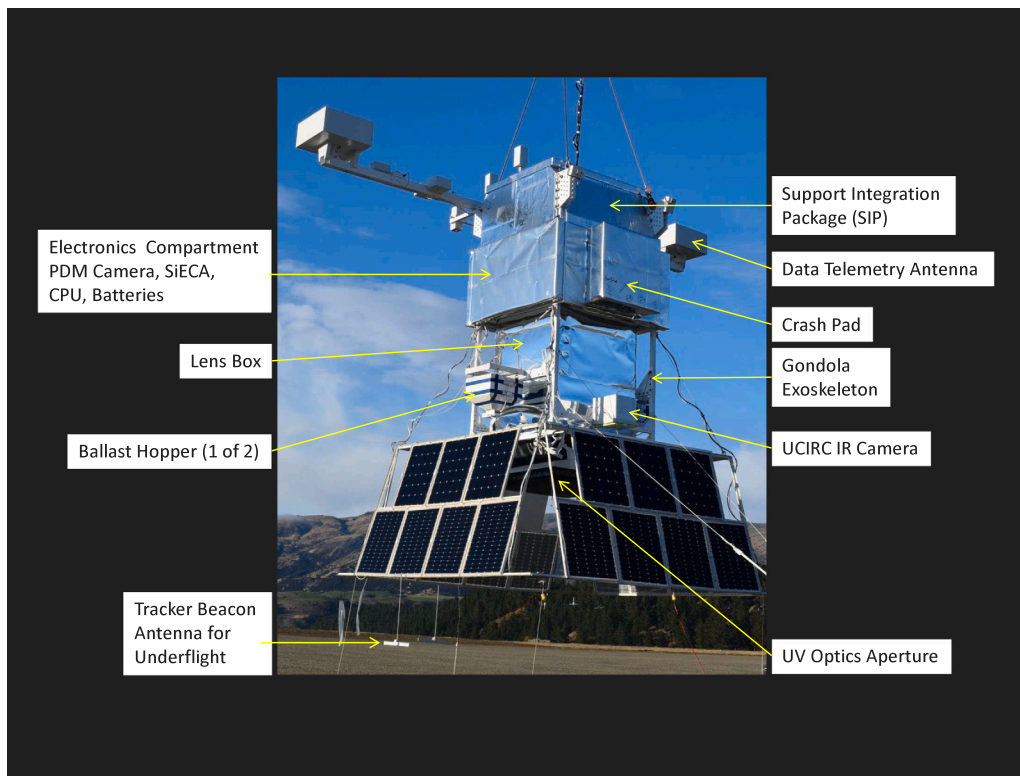 Support Integration
Package (SIP)
Electronics Compartment
PDM Camera, SiECA,
CPU, Batteries
Data Telemetry Antenna
Crash Pad
Lens Box
Gondola
Exoskeleton
Ballast Hopper (1 of 2)
UCIRC IR Camera
Tracker Beacon
Antenna for
Underflight
UV Optics Aperture